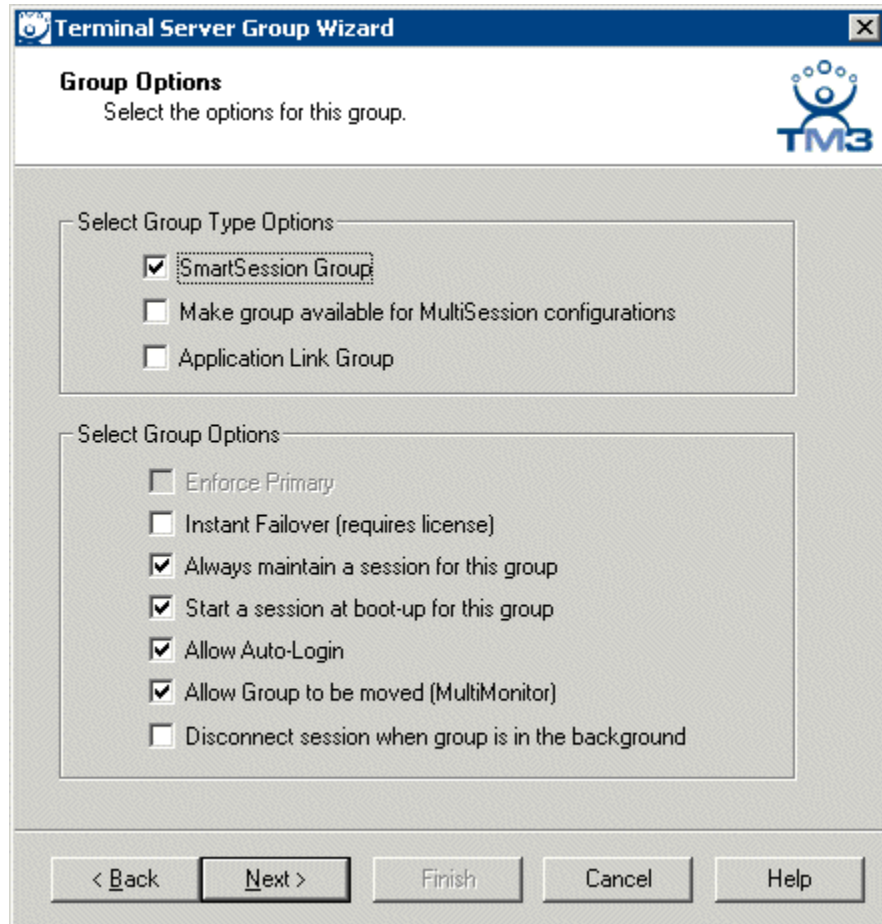 Terminal Server Group Wizard
Group Options
Select the options for this group.
TM3
Select Group Type Options
SmartSession Group
Make group available for MultiSession configurations
Application Link Group
Select Group Options
Enforce Primary
Instant Failover (requires license)
Always maintain a session for this group
Start a session at boot-up for this group
Allow Auto-Login
Allow Group to be moved (MultiMonitor)
Disconnect session when group is in the background
< Back Next > Finish Cancel Help